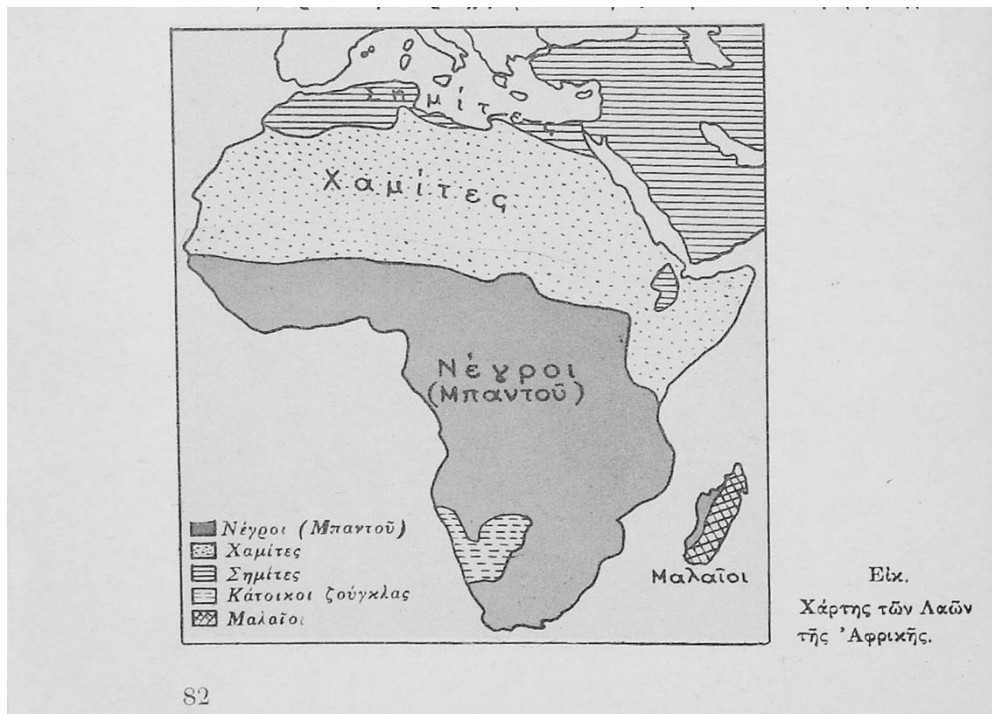 Σημίτες
Χαμίτες
Νέγροι
(Μπαντοῦ)
Νέγροι (Μπαντοῦ)
Χαμίτες
Σημίτες
Κάτοικοι ζούγκλας
Μαλαῖοι
Μαλαῖοι
Εἰκ.
Χάρτης τῶν Λαῶν
τῆς Ἀφρικῆς.
82